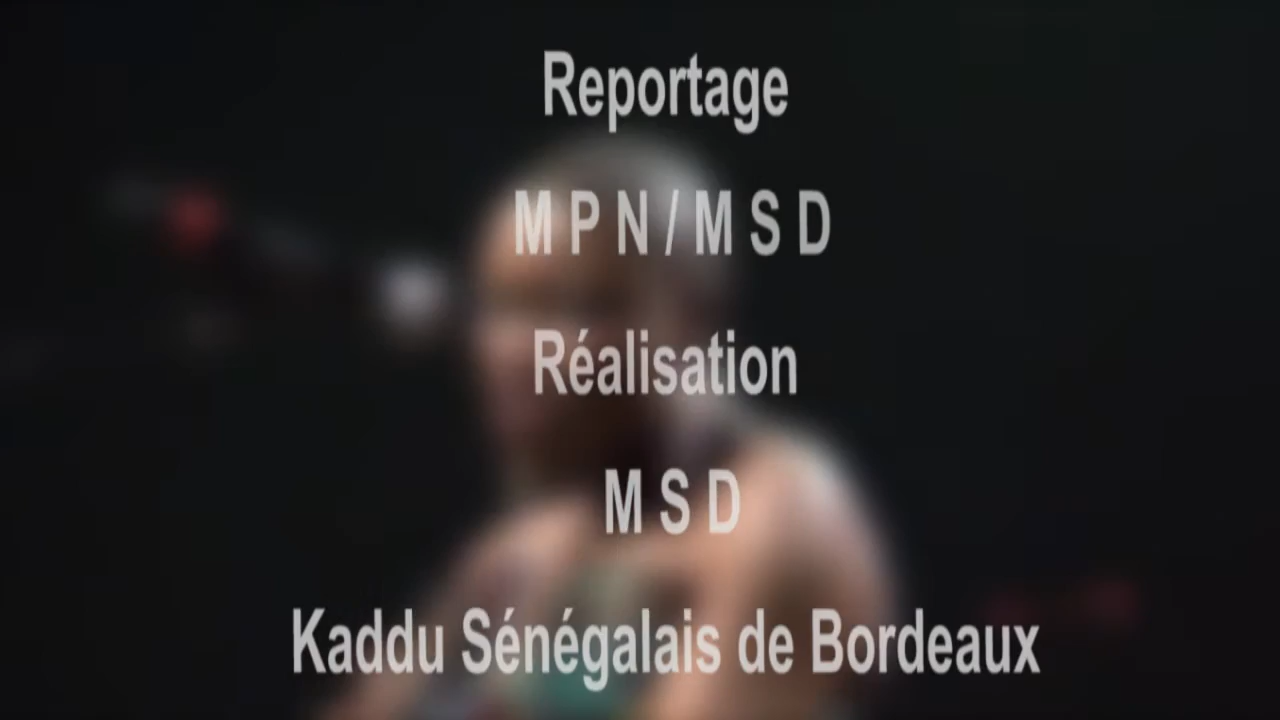 Reportage
M P N / M S D
Réalisation
M S D
Kaddu Sénégalais de Bordeaux